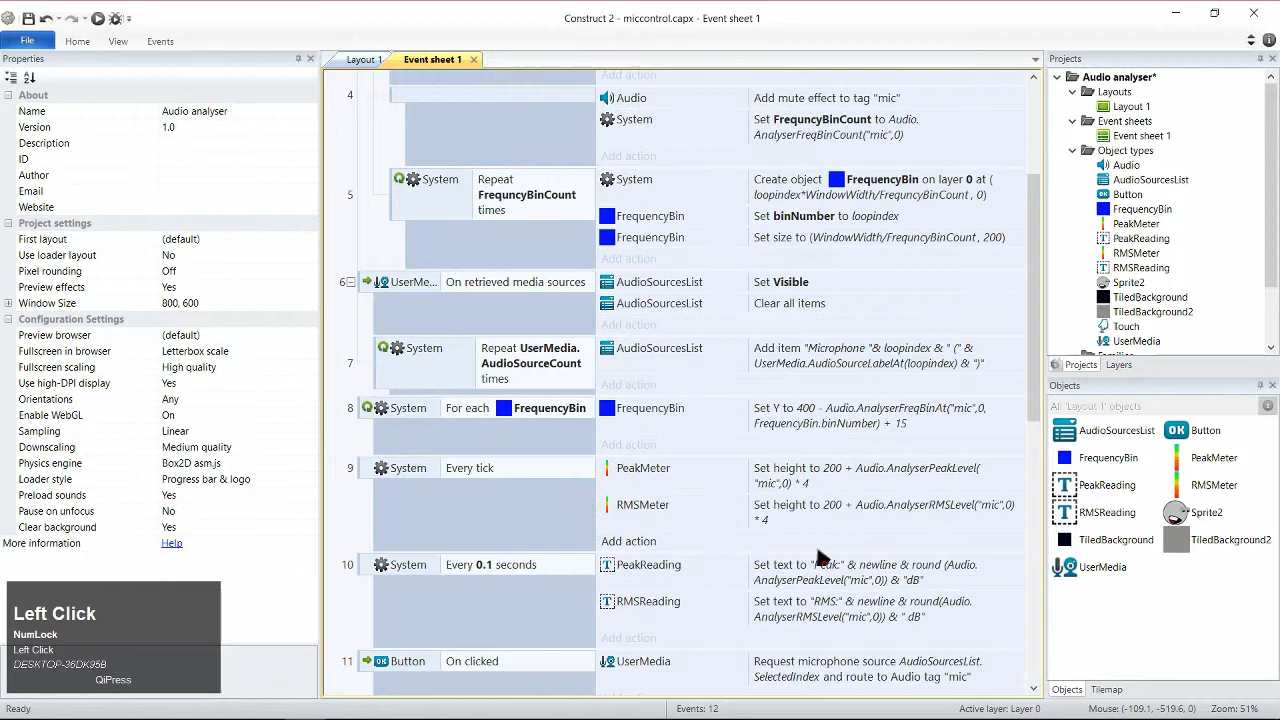 Construct 2 - miccontrol.capx - Event sheet 1
File Home View Events
Properties
Layout 1 Event sheet 1
Projects
About
Name Audio analyser
Version 1.0
Description
ID
Author
Email
Website
Project settings
First layout (default)
Use loader layout No
Pixel rounding Off
Preview effects Yes
Window Size 800, 600
Configuration Settings
Preview browser (default)
Fullscreen in browser Letterbox scale
Fullscreen scaling High quality
Use high-DPI display Yes
Orientations Any
Enable WebGL On
Sampling Linear
Downscaling Medium quality
Physics engine Box2D asm.js
Loader style Progress bar & logo
Preload sounds Yes
Pause on unfocus No
Clear background Yes
More information Help
Left Click
NumLock
Left Click
DESKTOP-36DK95B
QiPress
Add action
4 Audio Add mute effect to tag "mic"
System Set FrequncyBinCount to Audio.
AnalyserFreqBinCount("mic",0)
Add action
5 System Repeat
FrequncyBinCount
times
System Create object FrequencyBin on layer 0 at (
loopindex*WindowWidth/FrequncyBinCount, 0)
FrequencyBin Set binNumber to loopindex
FrequencyBin Set size to (WindowWidth/FrequncyBinCount, 200)
Add action
6 UserMe... On retrieved media sources AudioSourcesList Set Visible
AudioSourcesList Clear all items
Add action
7 System Repeat UserMedia.
AudioSourceCount
times
AudioSourcesList Add item "Microphone "& loopindex & " (" &
UserMedia.AudioSourceLabelAt(loopindex) & ")"
Add action
8 System For each FrequencyBin FrequencyBin Set Y to 400 - Audio.AnalyserFreqBinAt("mic",0,
FrequencyBin.binNumber) + 15
Add action
9 System Every tick PeakMeter Set height to 200 + Audio.AnalyserPeakLevel(
"mic",0) * 4
RMSMeter Set height to 200 + Audio.AnalyserRMSLevel("mic",0)
* 4
Add action
10 System Every 0.1 seconds PeakReading Set text to "Peak:" & newline & round (Audio.
AnalyserPeakLevel("mic",0)) & "dB"
RMSReading Set text to "RMS:" & newline & round(Audio.
AnalyserRMSLevel("mic",0)) & " dB"
Add action
11 Button On clicked UserMedia Request microphone source AudioSourcesList.
SelectedIndex and route to Audio tag "mic"
Audio analyser*
Layouts
Layout 1
Event sheets
Event sheet 1
Object types
Audio
AudioSourcesList
Button
FrequencyBin
PeakMeter
PeakReading
RMSMeter
RMSReading
Sprite2
TiledBackground
TiledBackground2
Touch
UserMedia
Projects Layers
Objects
All 'Layout 1' objects
AudioSourcesList OK Button
FrequencyBin PeakMeter
PeakReading RMSMeter
RMSReading Sprite2
TiledBackground TiledBackground2
UserMedia
Objects Tilemap
Events: 12 Active layer: Layer 0 Mouse: (-109.1, -519.6, 0) Zoom: 51%